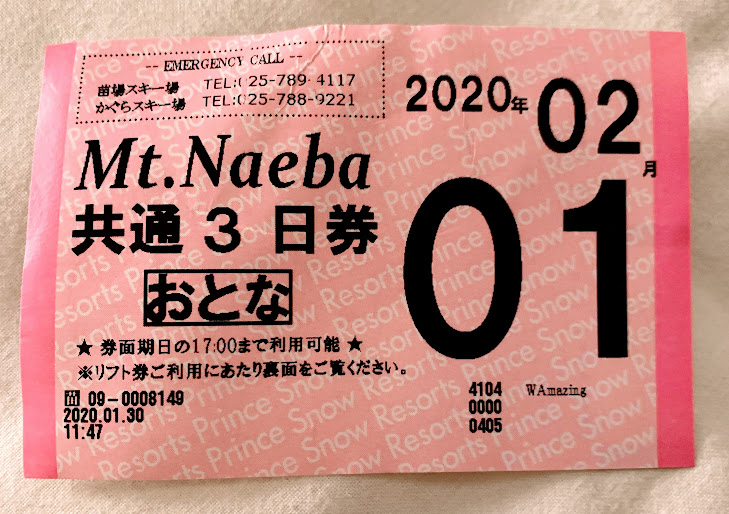 -- EMERGENCY CALL --
苗場スキー場 TEL:025-789-4117
かぐらスキー場 TEL:025-788-9221
2020年 02月
01
Mt.Naeba
共通 3 日券
おとな
★ 券面期日の17:00まで利用可能 ★
※リフト券ご利用にあたり裏面をご覧ください。
09-0008149
2020.01.30
11:47
4104 WAmazing
0000
0405
Prince Snow Resorts